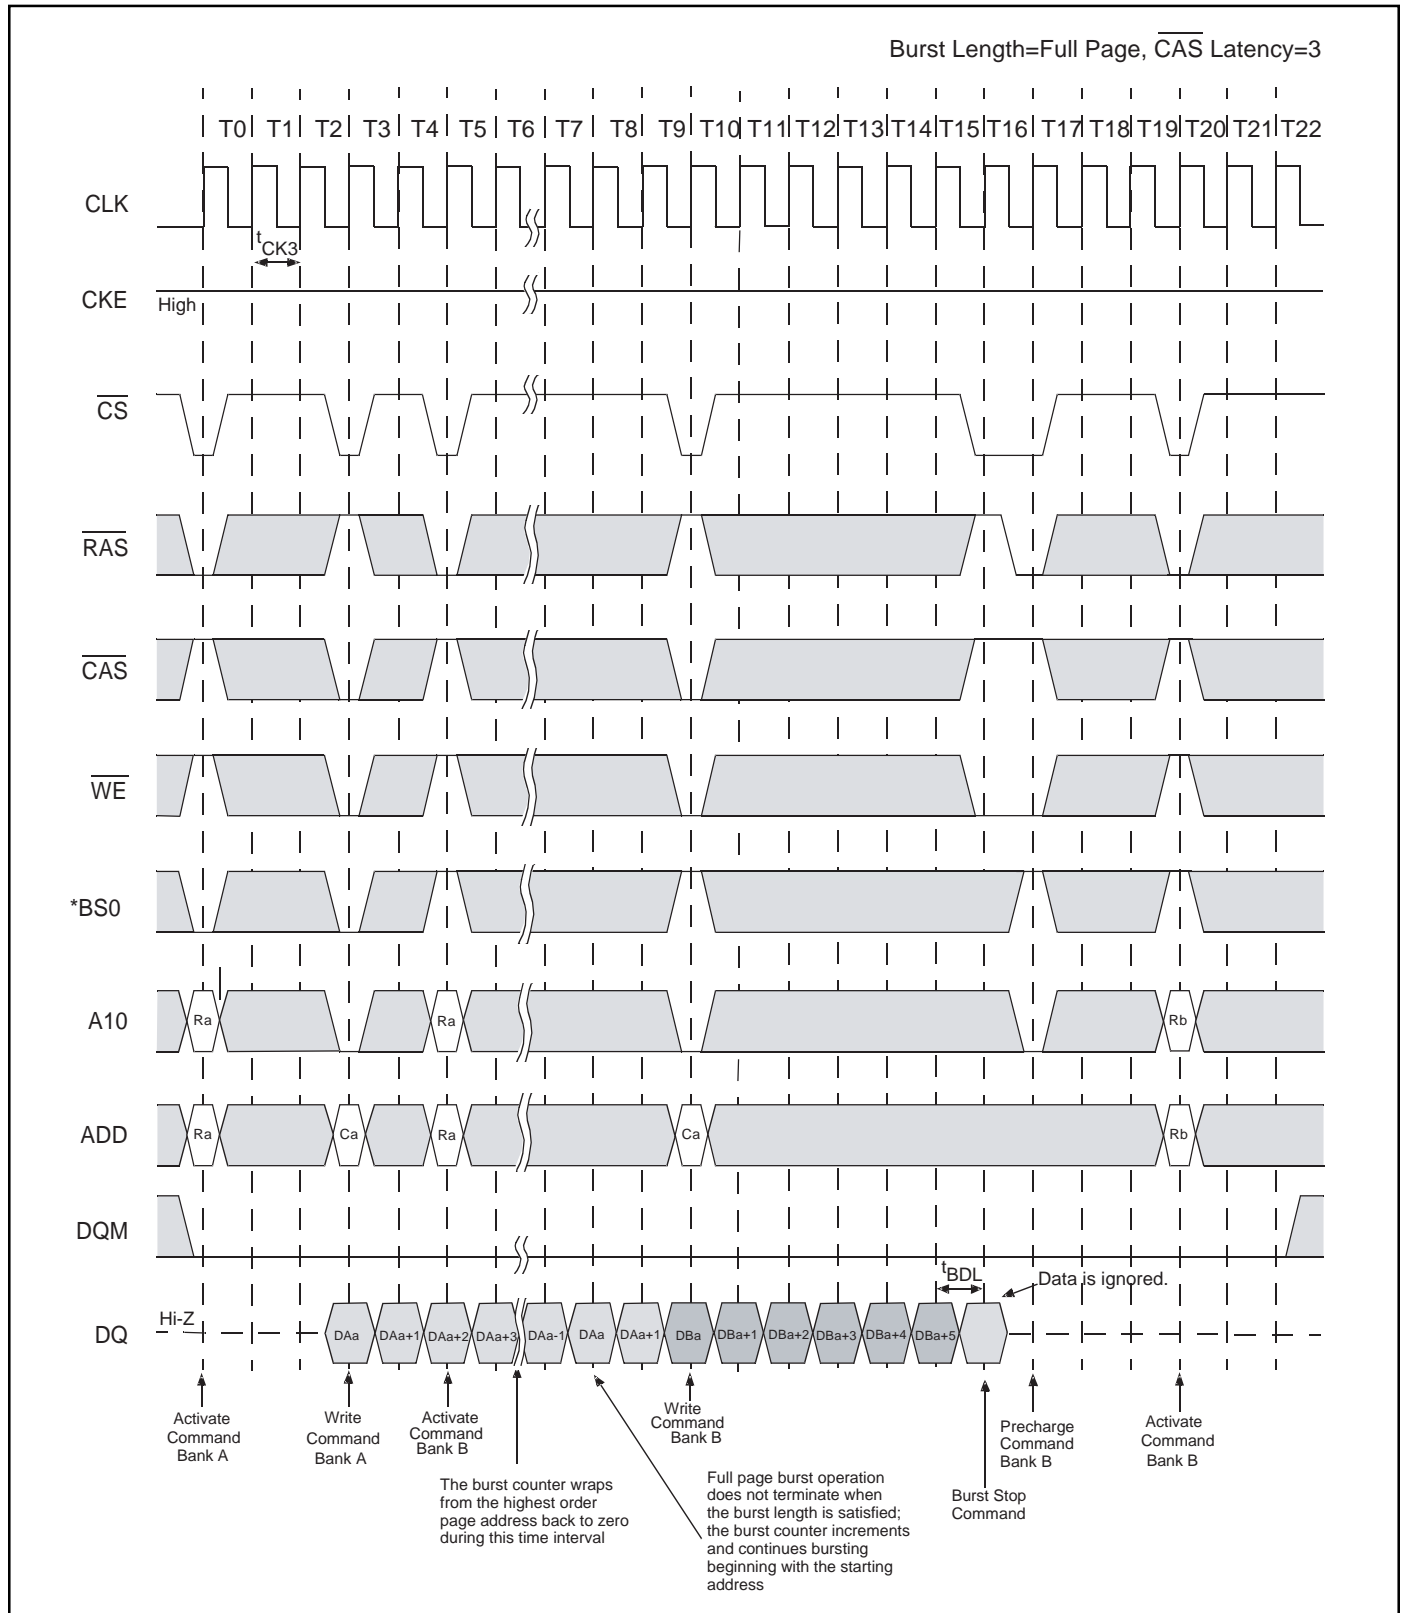 Burst Length=Full Page, CAS Latency=3
T0 T1 T2 T3 T4 T5 T6 T7 T8 T9 T10 T11 T12 T13 T14 T15 T16 T17 T18 T19 T20 T21 T22
CLK
tCK3
CKE
High
CS
RAS
CAS
WE
*BS0
A10
Ra Ra Rb
ADD
Ra Ca Ra Ca Rb
DQM
tBDL
Data is ignored.
Hi-Z
DQ
DAa DAa+1 DAa+2 DAa+3 DAa-1 DAa DAa+1 DBa DBa+1 DBa+2 DBa+3 DBa+4 DBa+5
Activate
Command
Bank A
Write
Command
Bank A
Activate
Command
Bank B
The burst counter wraps
from the highest order
page address back to zero
during this time interval
Write
Command
Bank B
Full page burst operation
does not terminate when
the burst length is satisfied;
the burst counter increments
and continues bursting
beginning with the starting
address
Burst Stop
Command
Precharge
Command
Bank B
Activate
Command
Bank B